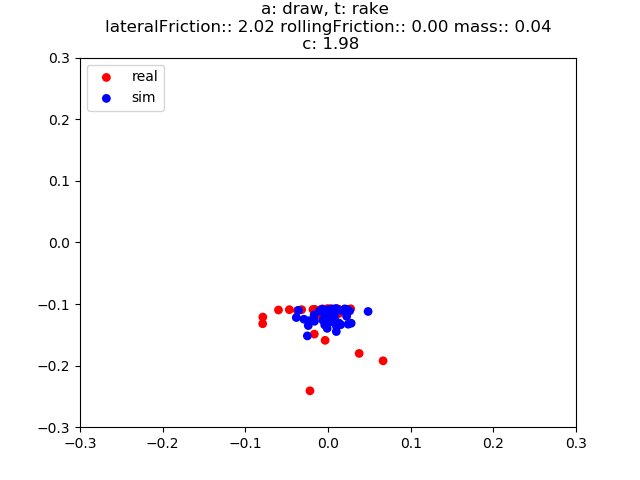 a: draw, t: rake
lateralFriction:: 2.02 rollingFriction:: 0.00 mass:: 0.04
c: 1.98
real
sim
0.3
0.2
0.1
0.0
−0.1
−0.2
−0.3
−0.3 −0.2 −0.1 0.0 0.1 0.2 0.3